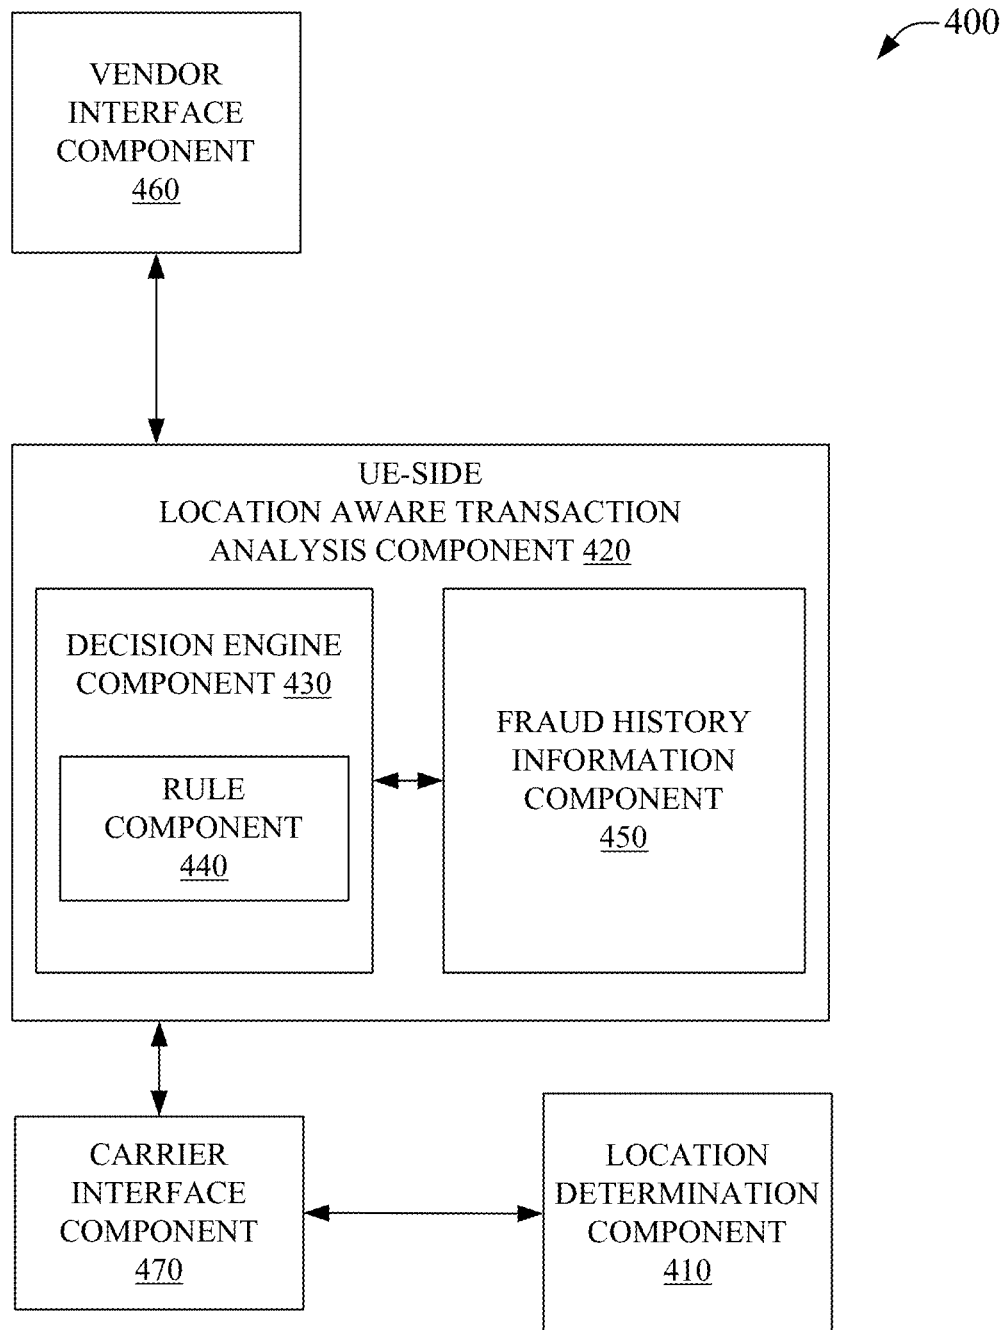 400
VENDOR
INTERFACE
COMPONENT
460
UE-SIDE
LOCATION AWARE TRANSACTION
ANALYSIS COMPONENT 420
DECISION ENGINE
COMPONENT 430
RULE
COMPONENT
440
FRAUD HISTORY
INFORMATION
COMPONENT
450
CARRIER
INTERFACE
COMPONENT
470
LOCATION
DETERMINATION
COMPONENT
410